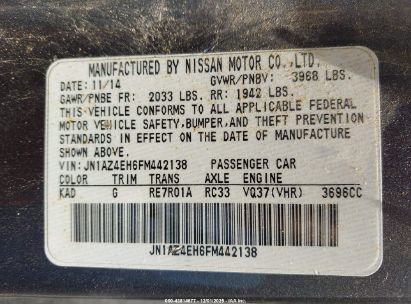 MANUFACTURED BY NISSAN MOTOR CO.,LTD.
DATE: 11/14 GVWR/PNBV: 3968 LBS.
GAWR/PNBE FR: 2033 LBS. RR: 1942 LBS.
THIS VEHICLE CONFORMS TO ALL APPLICABLE FEDERAL
MOTOR VEHICLE SAFETY,BUMPER,AND THEFT PREVENTION
STANDARDS IN EFFECT ON THE DATE OF MANUFACTURE
SHOWN ABOVE.
VIN:JN1AZ4EH6FM442138 PASSENGER CAR
COLOR TRIM TRANS AXLE ENGINE
KAD G RE7R01A RC33 VQ37(VHR) 3696CC
JN1AZ4EH6FM442138